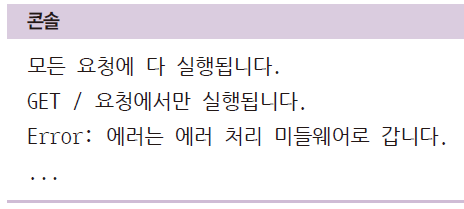 콘솔
모든 요청에 다 실행됩니다.
GET / 요청에서만 실행됩니다.
Error: 에러는 에러 처리 미들웨어로 갑니다.
...